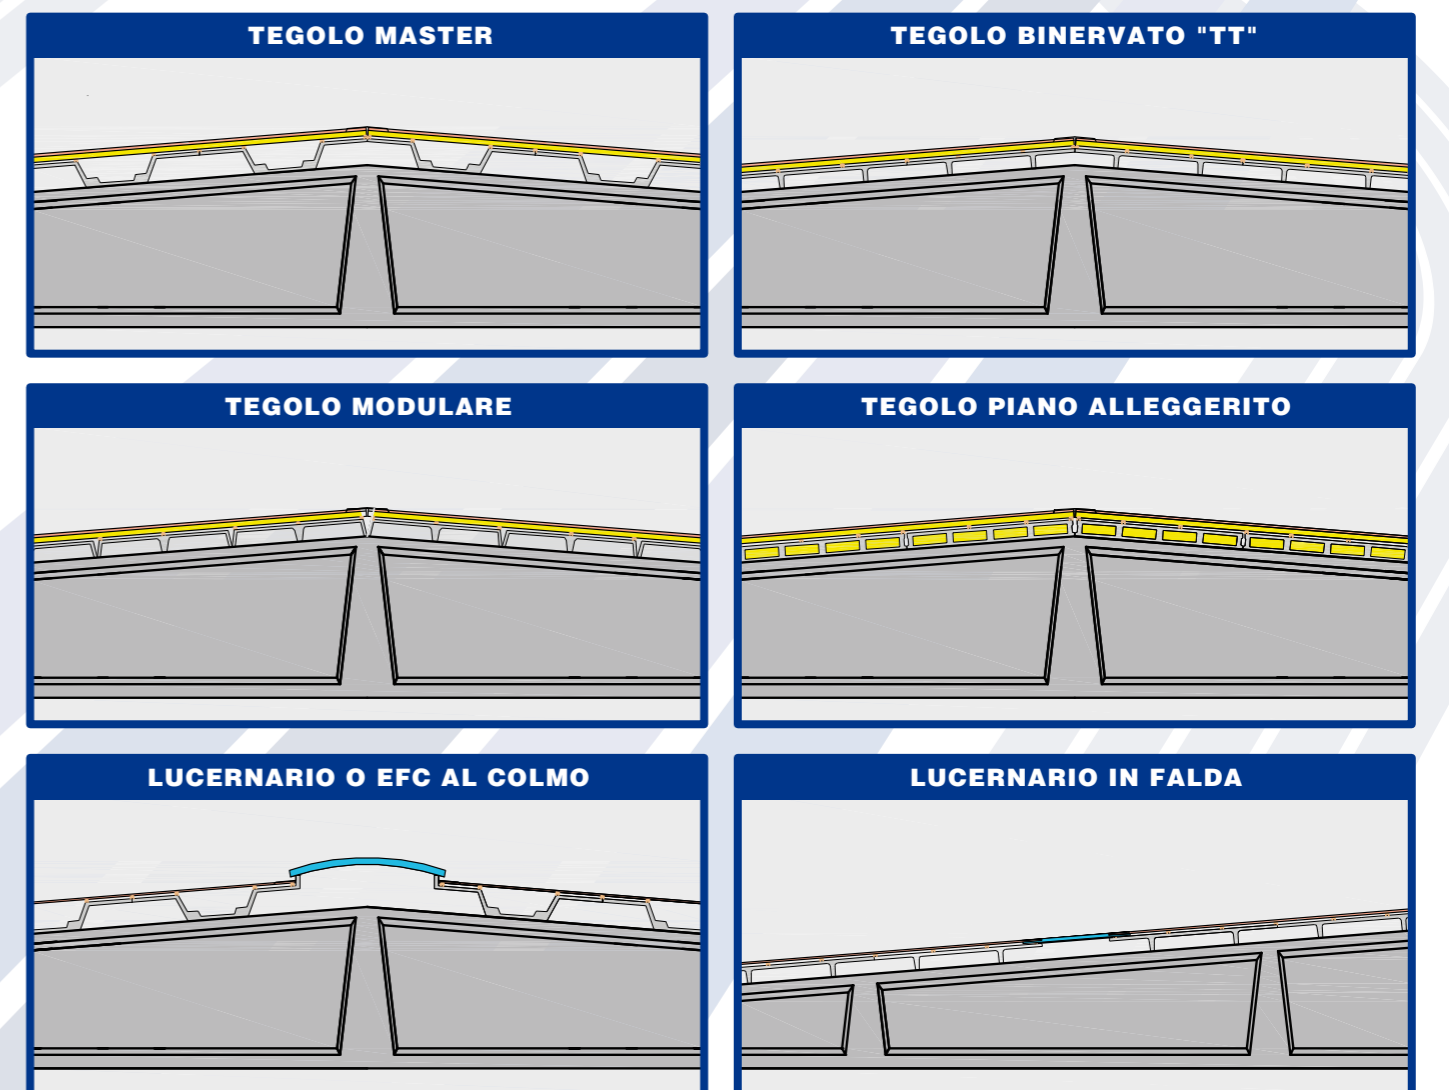 TEGOLO MASTER
TEGOLO BINERVATO "TT"
TEGOLO MODULARE
TEGOLO PIANO ALLEGGERITO
LUCERNARIO O EFC AL COLMO
LUCERNARIO IN FALDA